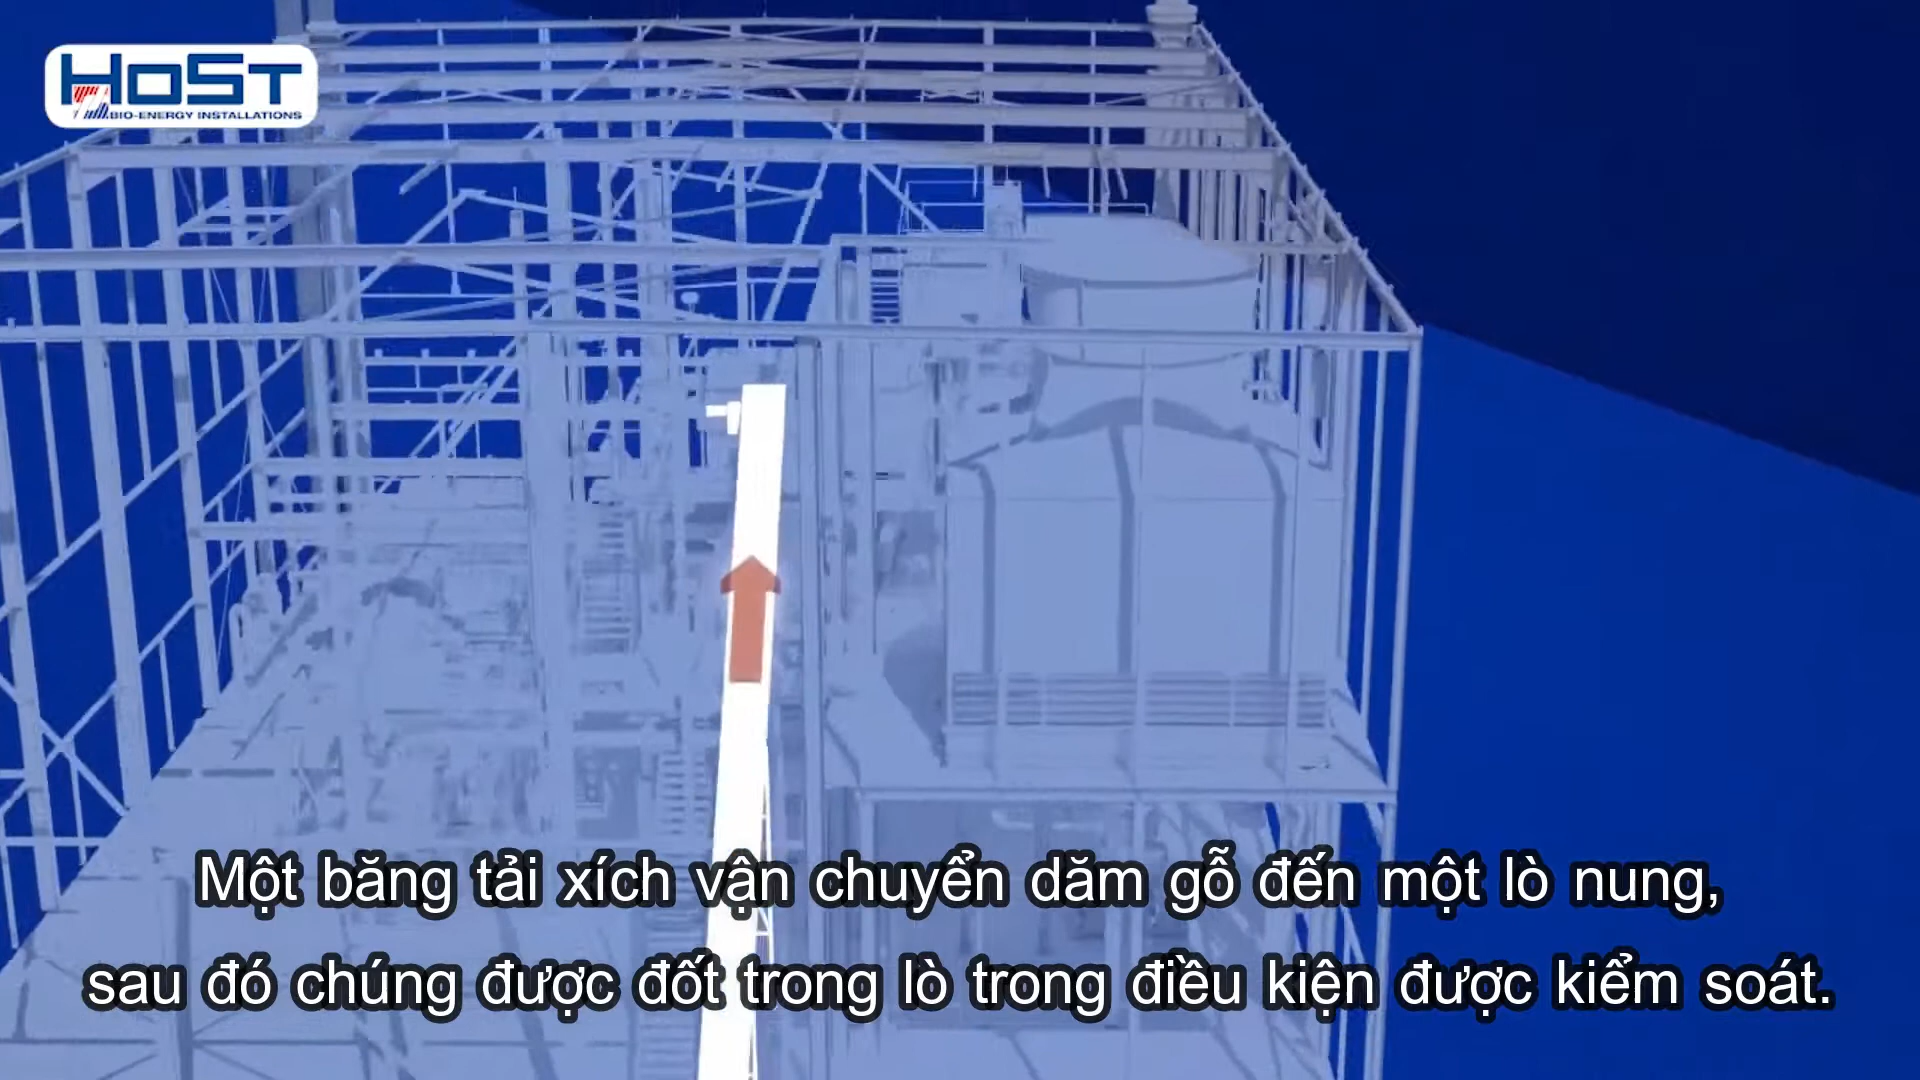 HoSt
BIO-ENERGY INSTALLATIONS
Một băng tải xích vận chuyển dăm gỗ đến một lò nung,
sau đó chúng được đốt trong lò trong điều kiện được kiểm soát.